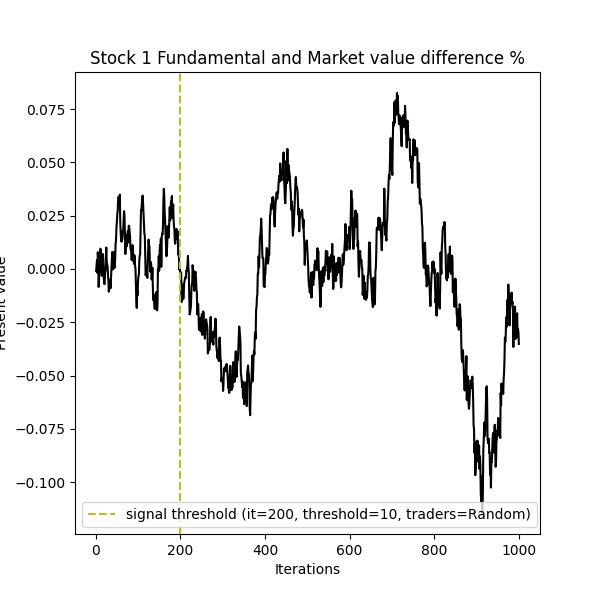 Stock 1 Fundamental and Market value difference %
0.075
0.050
0.025
0.000
−0.025
−0.050
−0.075
−0.100
Present value
signal threshold (it=200, threshold=10, traders=Random)
0 200 400 600 800 1000
Iterations